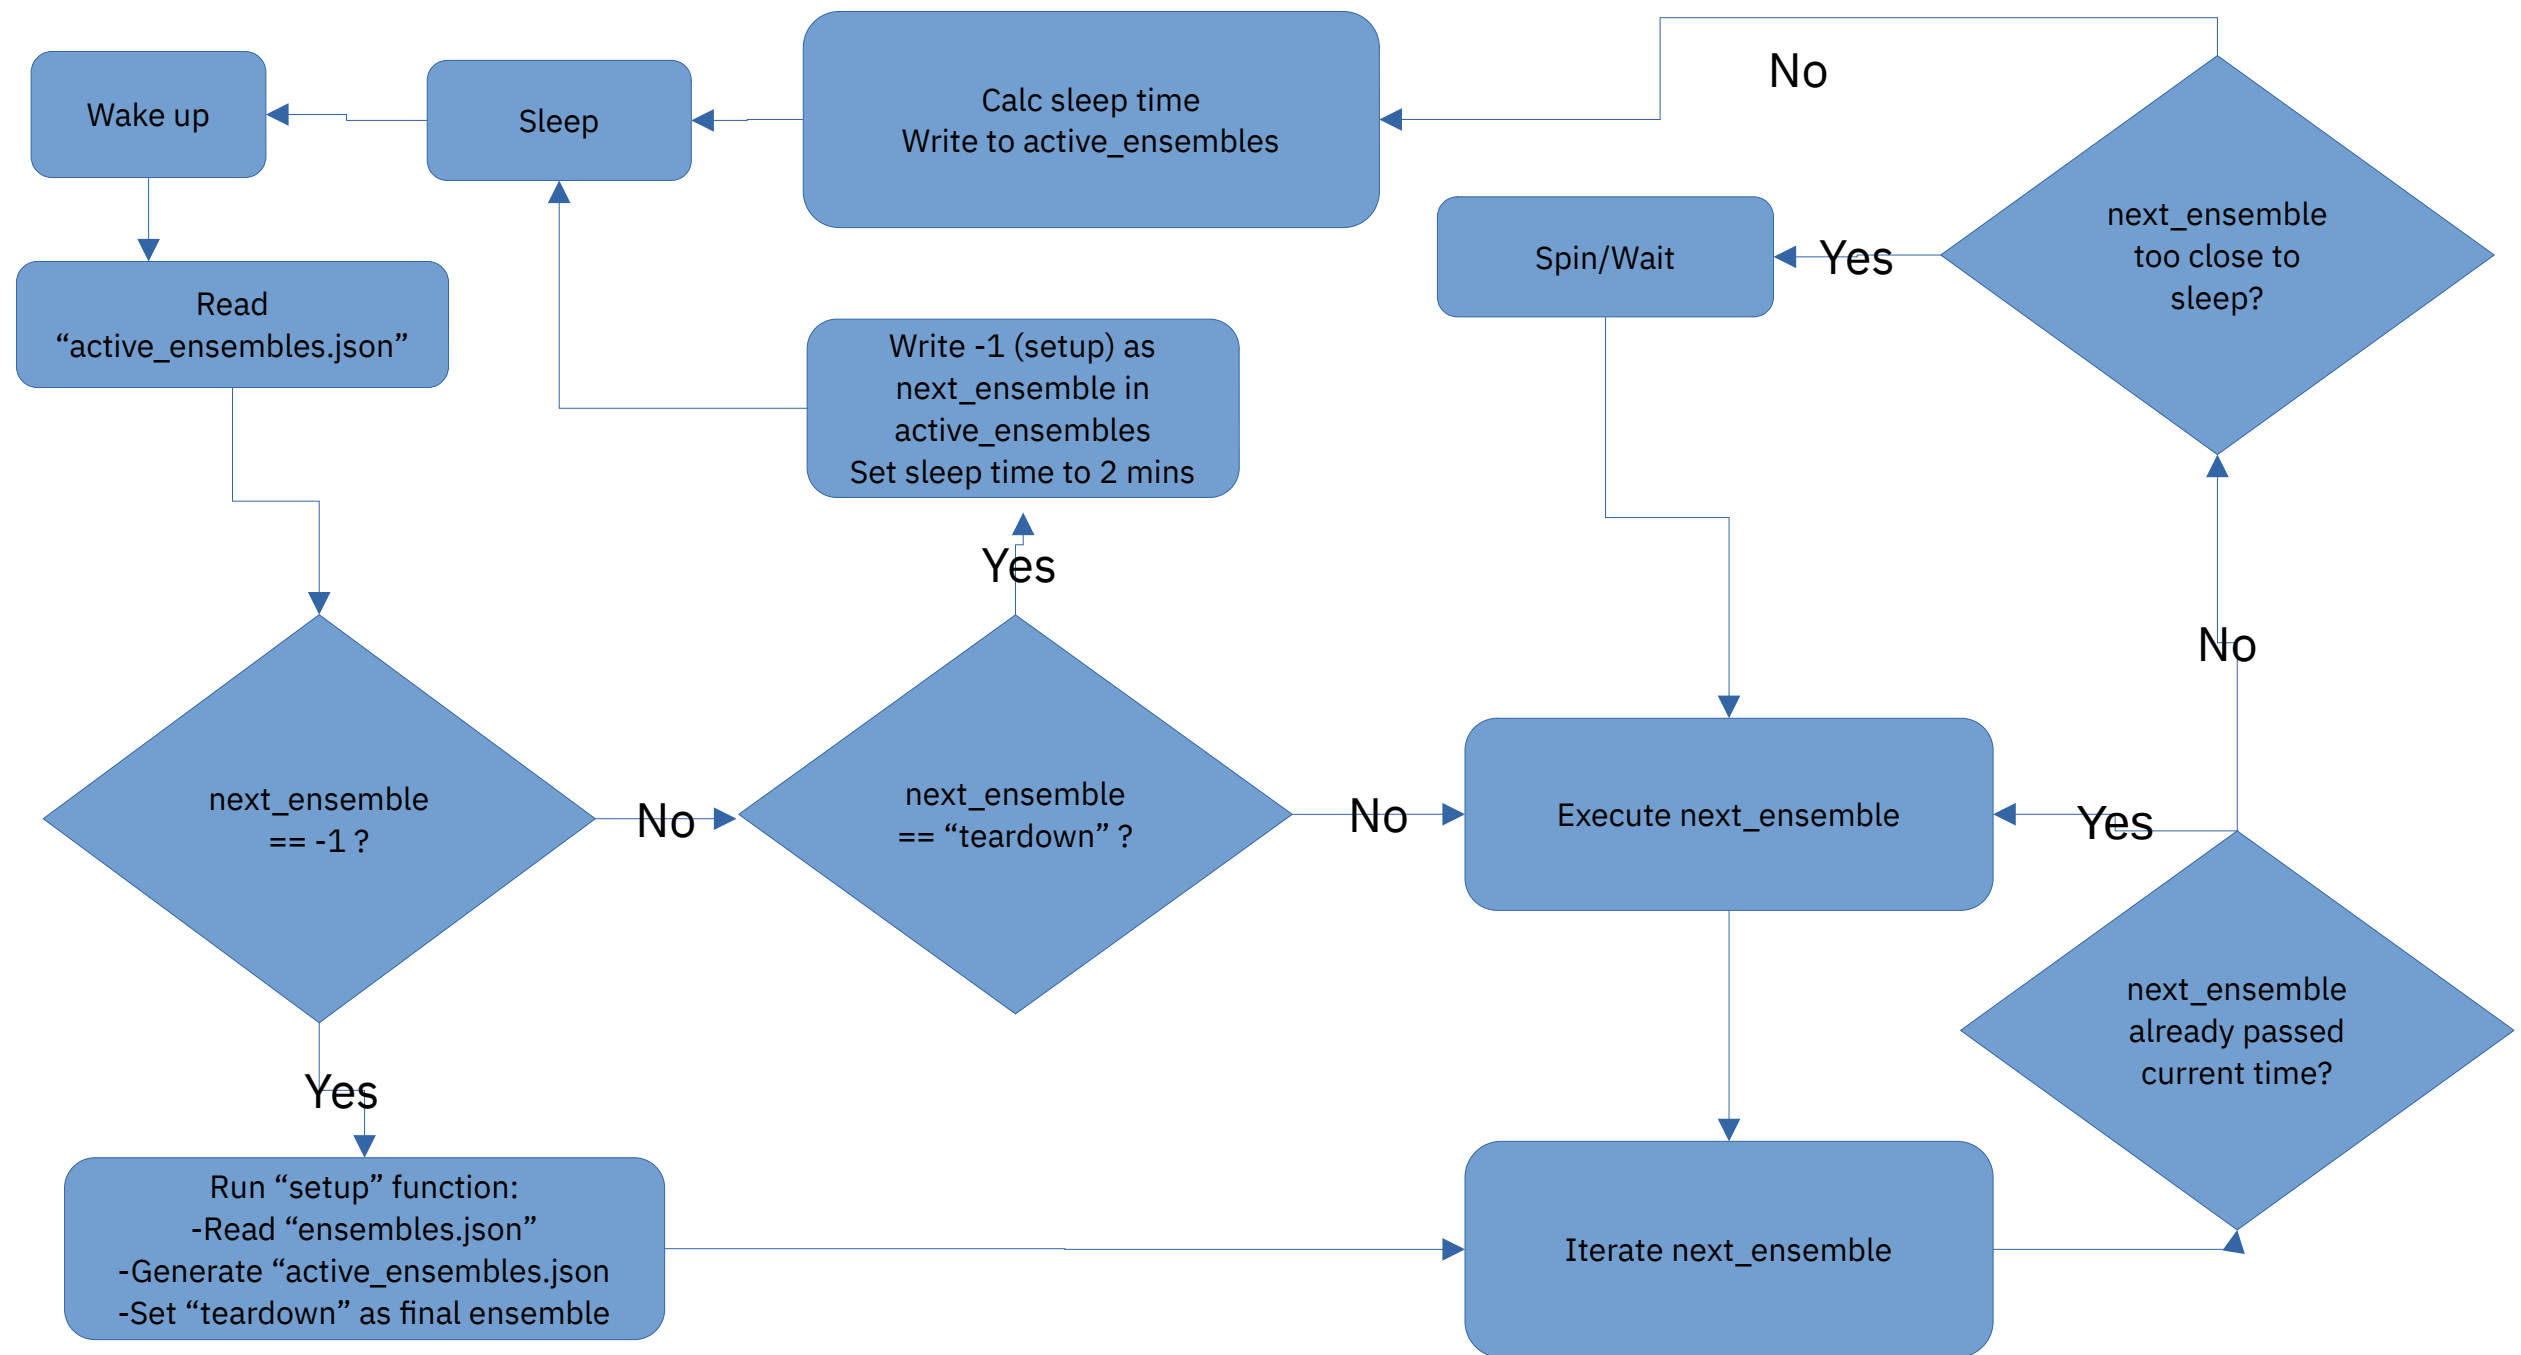 Wake up
Sleep
Calc sleep time
Write to active_ensembles
No
next_ensemble
too close to
sleep?
Yes
Spin/Wait
Read
“active_ensembles.json”
Write -1 (setup) as
next_ensemble in
active_ensembles
Set sleep time to 2 mins
Yes
No
next_ensemble
== -1 ?
No
next_ensemble
== “teardown” ?
No
Execute next_ensemble
Yes
next_ensemble
already passed
current time?
Yes
Run “setup” function:
-Read “ensembles.json”
-Generate “active_ensembles.json
-Set “teardown” as final ensemble
Iterate next_ensemble